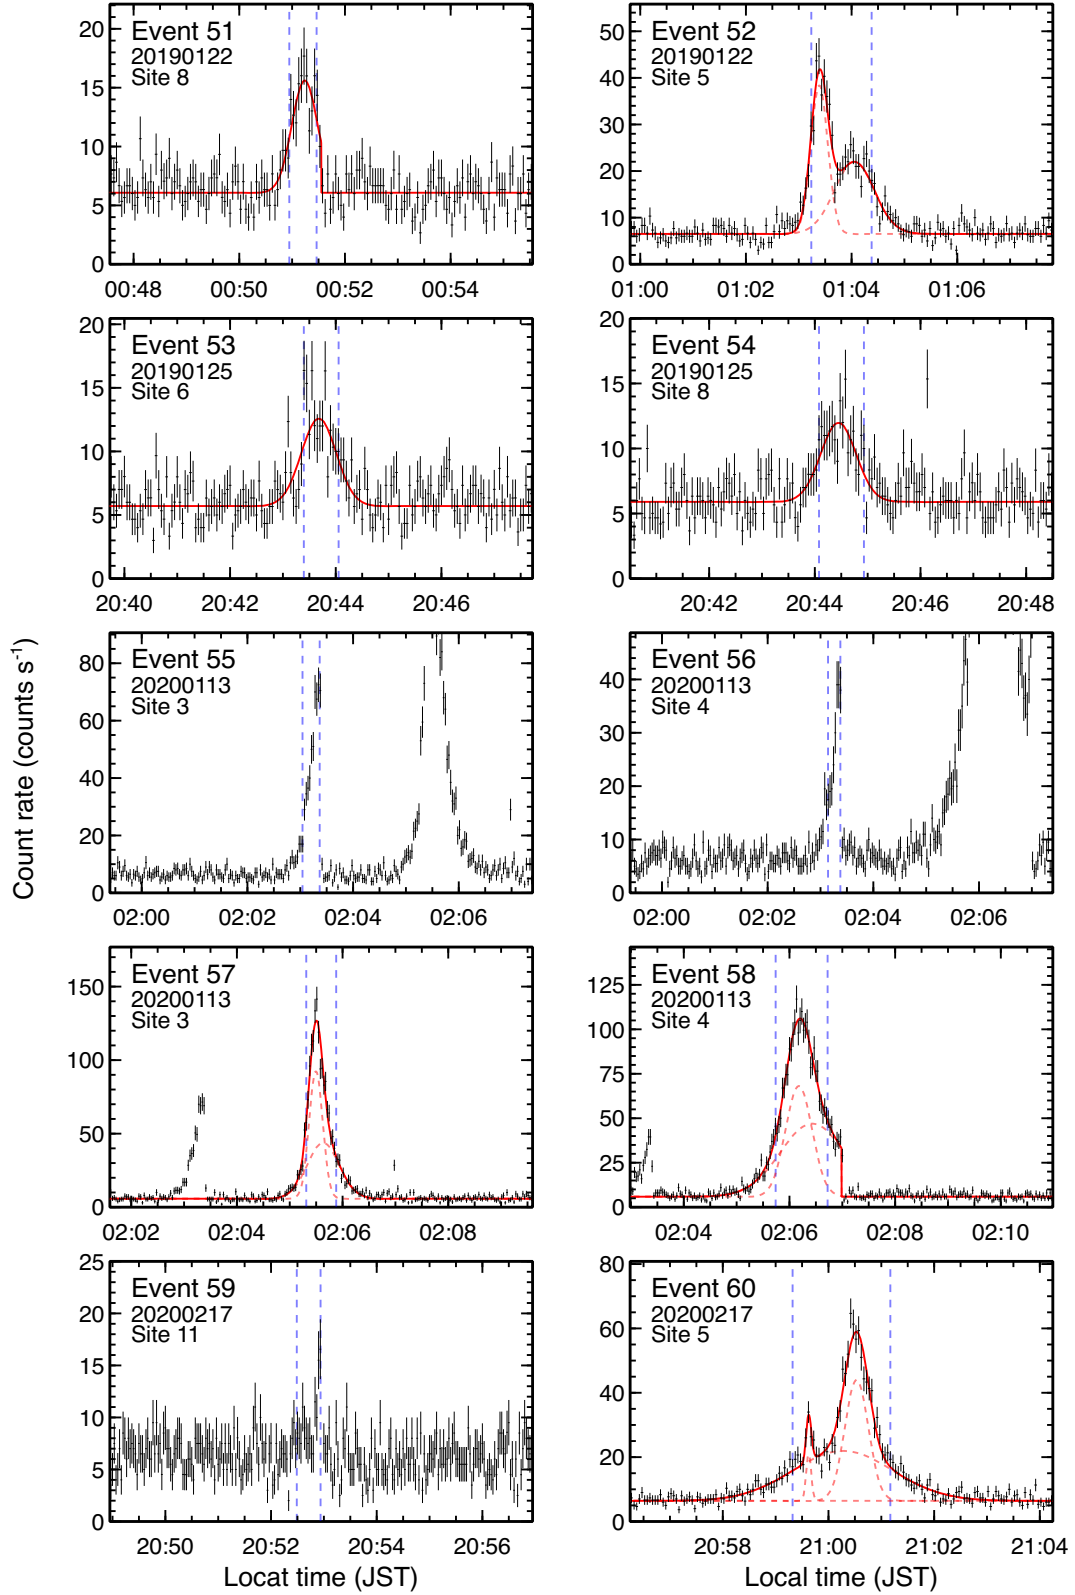 Event 51
20190122
Site 8
20
15
10
5
0
00:48 00:50 00:52 00:54
Event 52
20190122
Site 5
50
40
30
20
10
0
01:00 01:02 01:04 01:06
Event 53
20190125
Site 6
20
15
10
5
0
20:40 20:42 20:44 20:46
Event 54
20190125
Site 8
20
15
10
5
0
20:42 20:44 20:46 20:48
Count rate (counts s-1)
Event 55
20200113
Site 3
80
60
40
20
0
02:00 02:02 02:04 02:06
Event 56
20200113
Site 4
40
30
20
10
0
02:00 02:02 02:04 02:06
Event 57
20200113
Site 3
150
100
50
0
02:02 02:04 02:06 02:08
Event 58
20200113
Site 4
125
100
75
50
25
0
02:04 02:06 02:08 02:10
Event 59
20200217
Site 11
25
20
15
10
5
0
20:50 20:52 20:54 20:56
Locat time (JST)
Event 60
20200217
Site 5
80
60
40
20
0
20:58 21:00 21:02 21:04
Local time (JST)